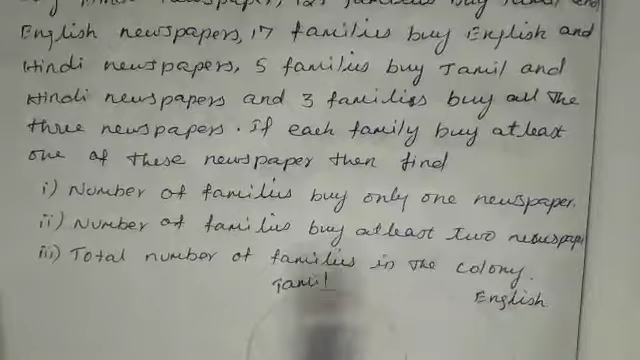 English newspapers, 17 families buy English and
Hindi newspapers, 5 families buy Tamil and
Hindi newspapers and 3 families buy all the
three newspapers. If each family buy atleast
one of these newspaper then find
i) Number of families buy only one newspaper.
ii) Number of families buy atleast two newspap
iii) Total number of families in the colony.
Tamil
English